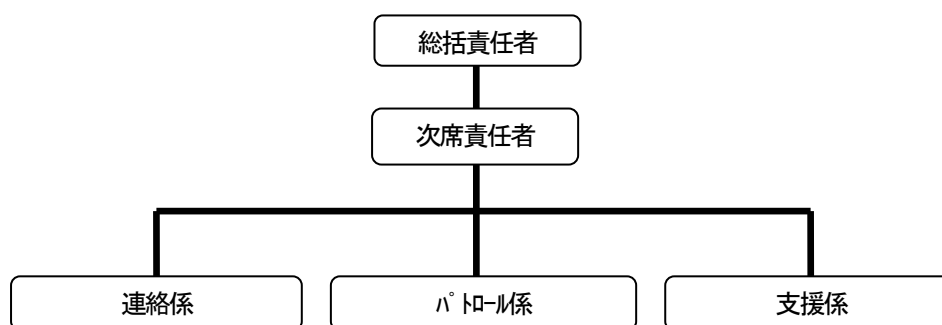 総括責任者
次席責任者
連絡係
ﾊﾟﾄﾛｰﾙ係
支援係